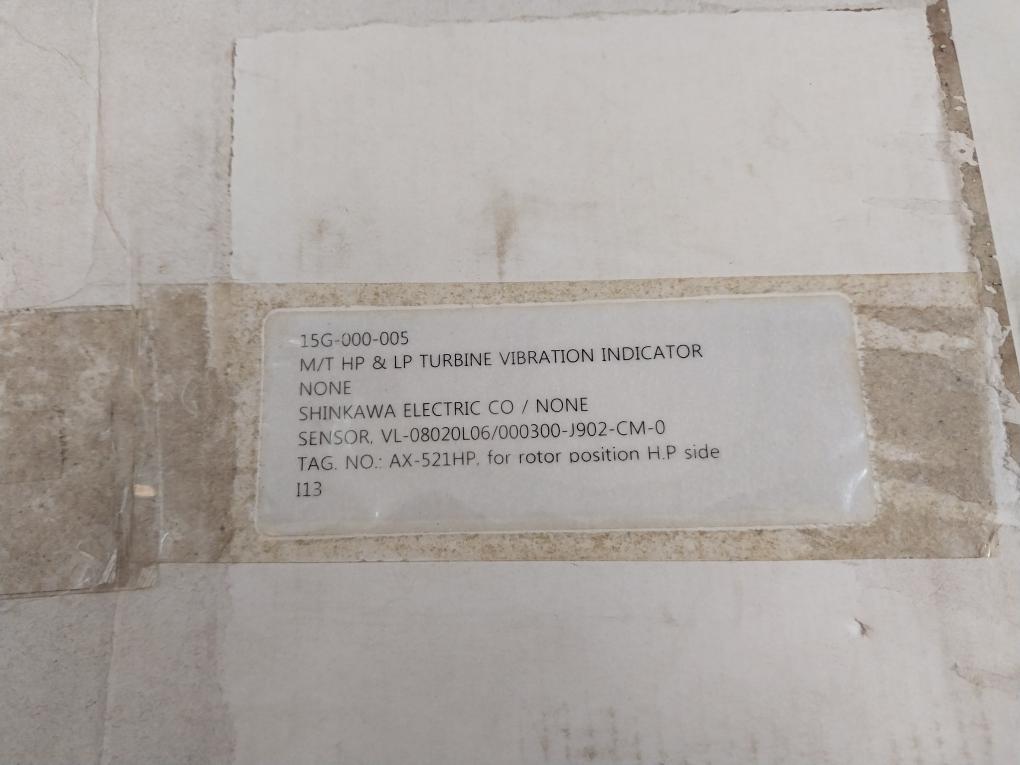 15G-000-005
M/T HP & LP TURBINE VIBRATION INDICATOR
NONE
SHINKAWA ELECTRIC CO / NONE
SENSOR, VL-08020L06/000300-J902-CM-0
TAG. NO.: AX-521HP, for rotor position H.P side
I13